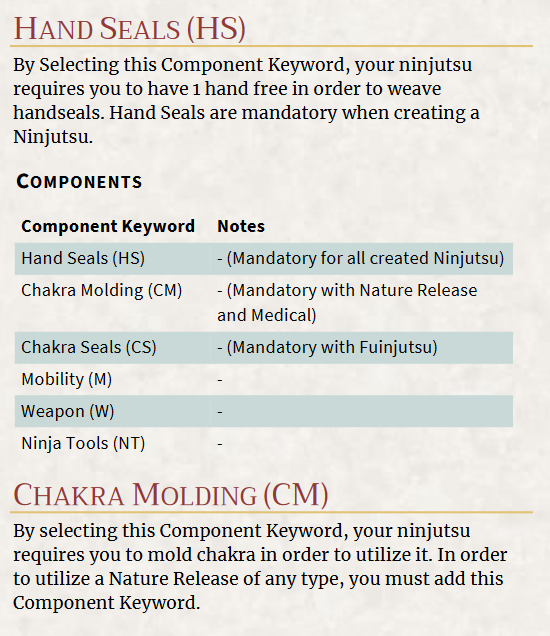 HAND SEALS (HS)
By Selecting this Component Keyword, your ninjutsu
requires you to have 1 hand free in order to weave
handseals. Hand Seals are mandatory when creating a
Ninjutsu.
COMPONENTS
Component Keyword Notes
Hand Seals (HS) - (Mandatory for all created Ninjutsu)
Chakra Molding (CM) - (Mandatory with Nature Release
and Medical)
Chakra Seals (CS) - (Mandatory with Fuinjutsu)
Mobility (M) -
Weapon (W) -
Ninja Tools (NT) -
CHAKRA MOLDING (CM)
By selecting this Component Keyword, your ninjutsu
requires you to mold chakra in order to utilize it. In order
to utilize a Nature Release of any type, you must add this
Component Keyword.